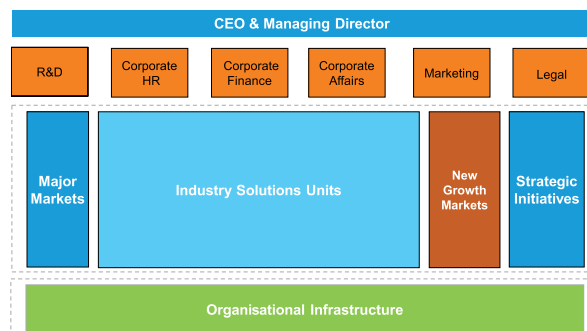 CEO & Managing Director
R&D
Corporate
HR
Corporate
Finance
Corporate
Affairs
Marketing
Legal
Major
Markets
Industry Solutions Units
New
Growth
Markets
Strategic
Initiatives
Organisational Infrastructure